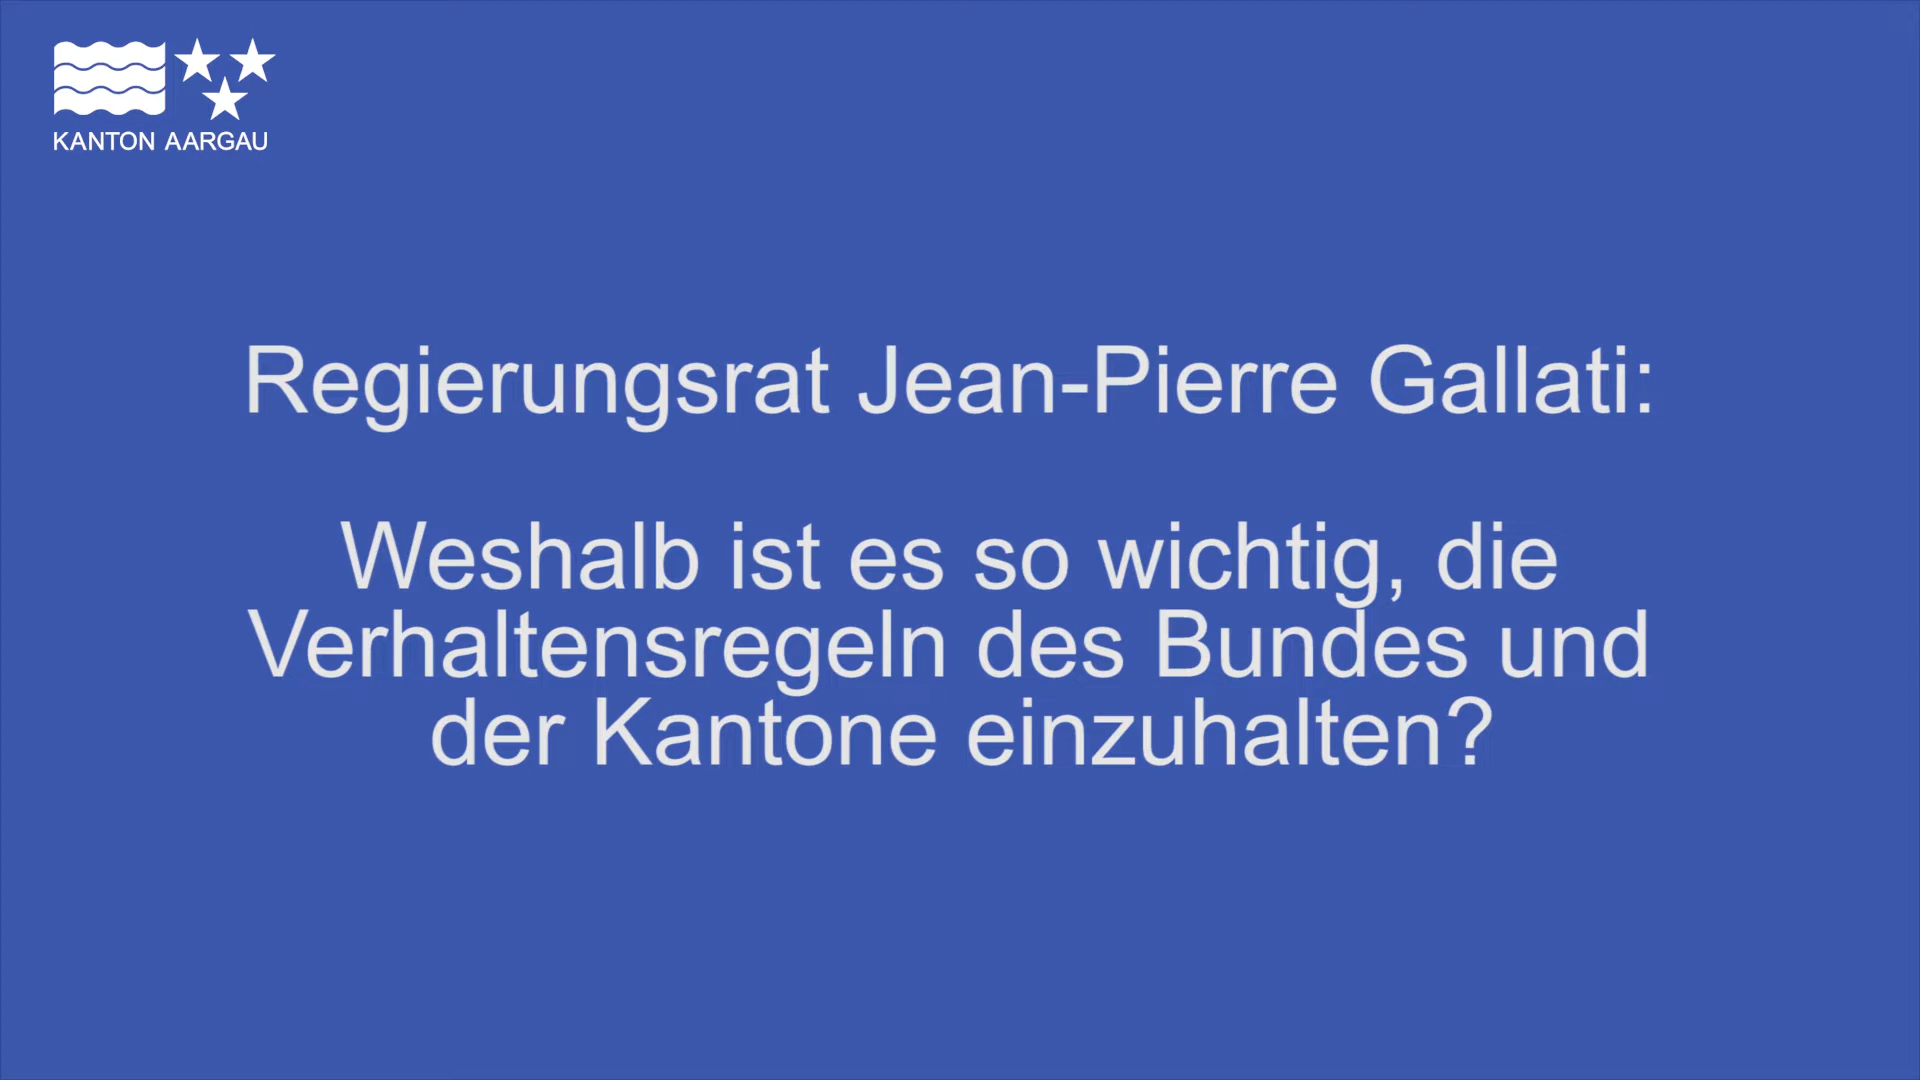 KANTON AARGAU
Regierungsrat Jean-Pierre Gallati:
Weshalb ist es so wichtig, die
Verhaltensregeln des Bundes und
der Kantone einzuhalten?